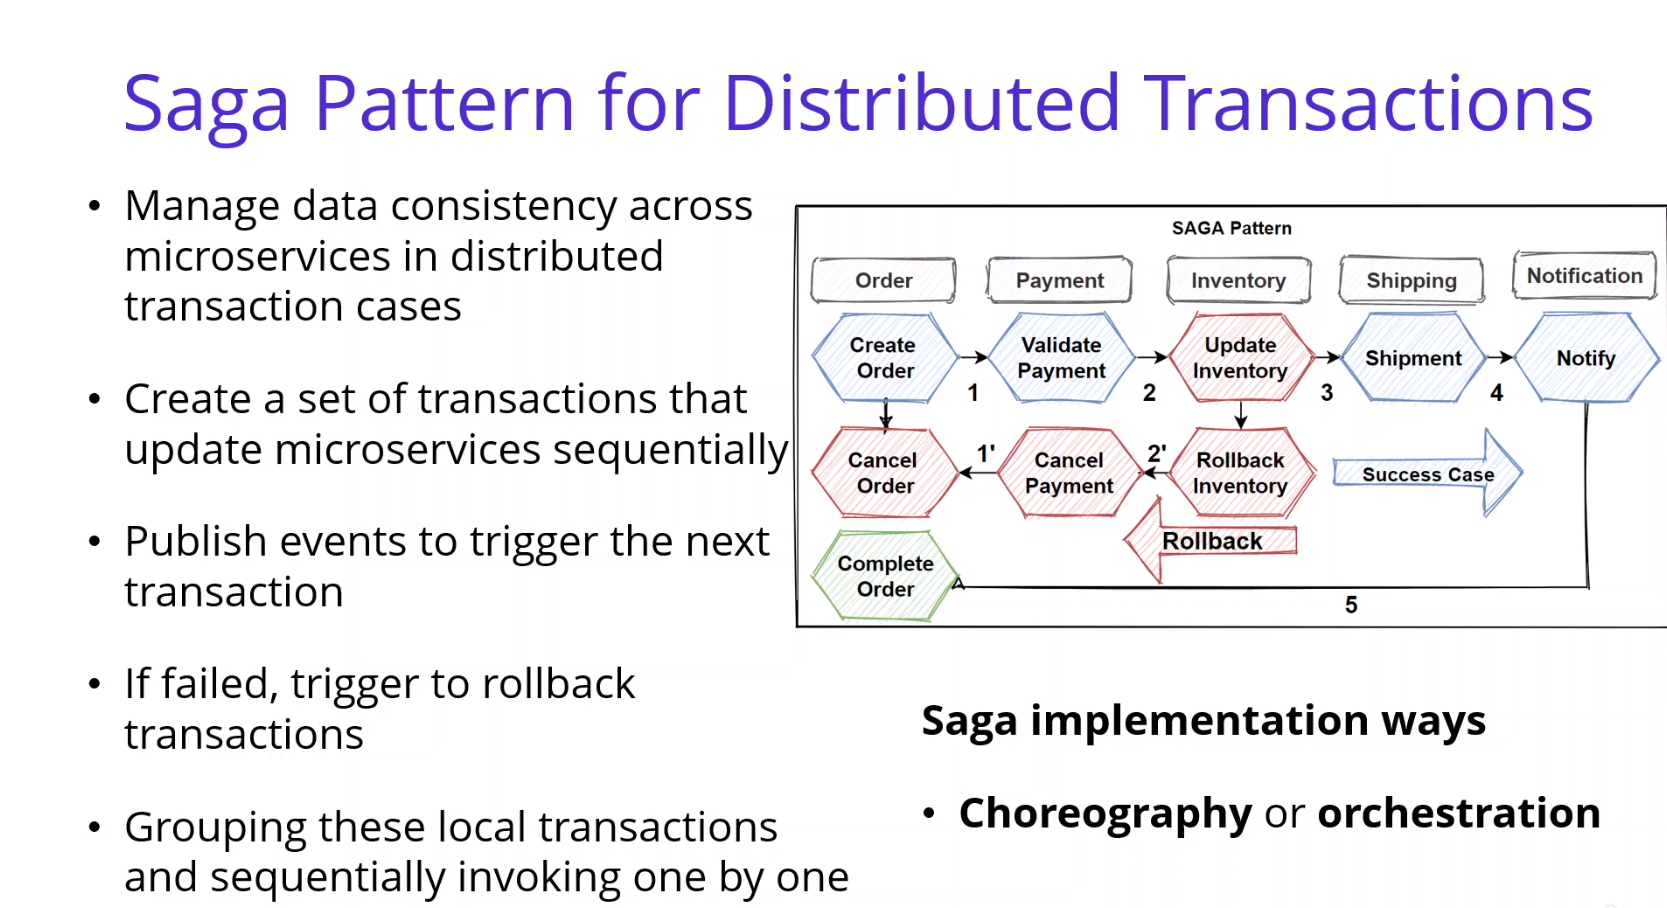 Saga Pattern for Distributed Transactions
• Manage data consistency across
microservices in distributed
transaction cases
• Create a set of transactions that
update microservices sequentially
• Publish events to trigger the next
transaction
• If failed, trigger to rollback
transactions
• Grouping these local transactions
and sequentially invoking one by one
SAGA Pattern
Order
Payment
Inventory
Shipping
Notification
Create
Order
1
Validate
Payment
2
Update
Inventory
3
Shipment
4
Notify
Cancel
Order
1'
Cancel
Payment
2'
Rollback
Inventory
Success Case
Rollback
Complete
Order
5
Saga implementation ways
• Choreography or orchestration